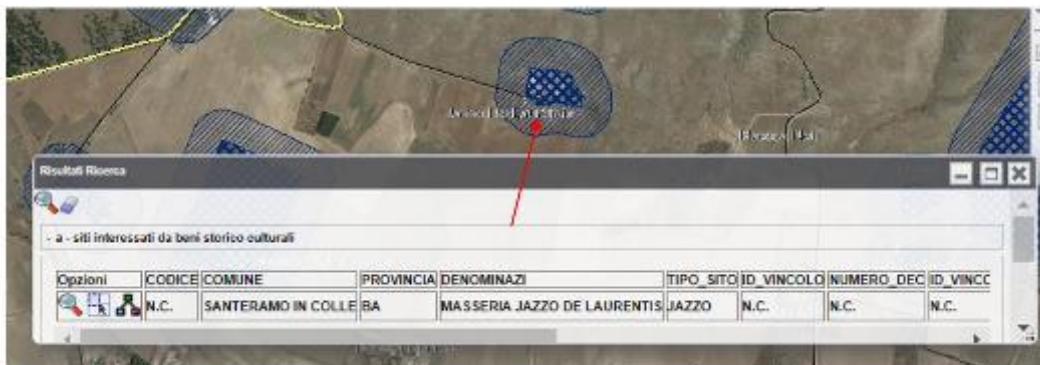 Risultati Ricerca
- a - siti interessati da beni storico culturali
Opzioni CODICE COMUNE PROVINCIA DENOMINAZI TIPO_SITO ID_VINCOLO NUMERO_DEC ID_VINCC
N.C. SANTERAMO IN COLLE BA MASSERIA JAZZO DE LAURENTIS JAZZO N.C. N.C. N.C.